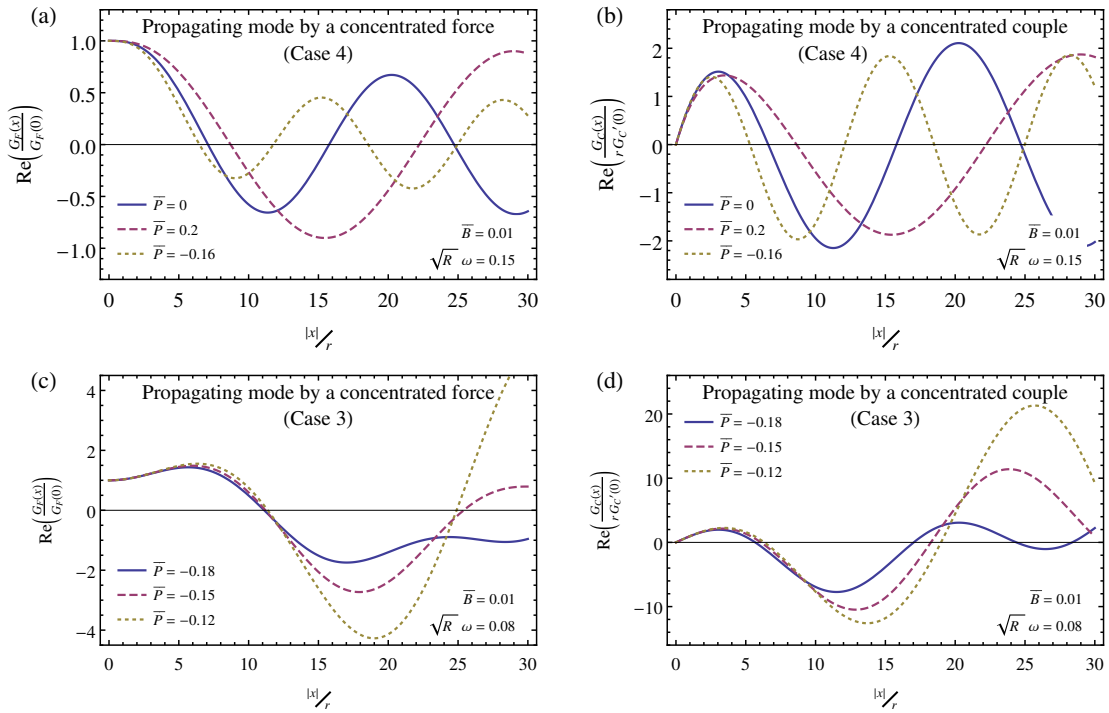 (a)
Propagating mode by a concentrated force
(Case 4)
Re(G_F(x)/G_F(0))
1.0
0.5
0.0
−0.5
−1.0
P̅ = 0
P̅ = 0.2
P̅ = −0.16
B̅ = 0.01
√R ω = 0.15
0 5 10 15 20 25 30
|x|/r
(b)
Propagating mode by a concentrated couple
(Case 4)
Re(G_C(x)/r G_C′(0))
2
1
0
−1
−2
P̅ = 0
P̅ = 0.2
P̅ = −0.16
B̅ = 0.01
√R ω = 0.15
0 5 10 15 20 25 30
|x|/r
(c)
Propagating mode by a concentrated force
(Case 3)
Re(G_F(x)/G_F(0))
4
2
0
−2
−4
P̅ = −0.18
P̅ = −0.15
P̅ = −0.12
B̅ = 0.01
√R ω = 0.08
0 5 10 15 20 25 30
|x|/r
(d)
Propagating mode by a concentrated couple
(Case 3)
Re(G_C(x)/r G_C′(0))
20
10
0
−10
P̅ = −0.18
P̅ = −0.15
P̅ = −0.12
B̅ = 0.01
√R ω = 0.08
0 5 10 15 20 25 30
|x|/r